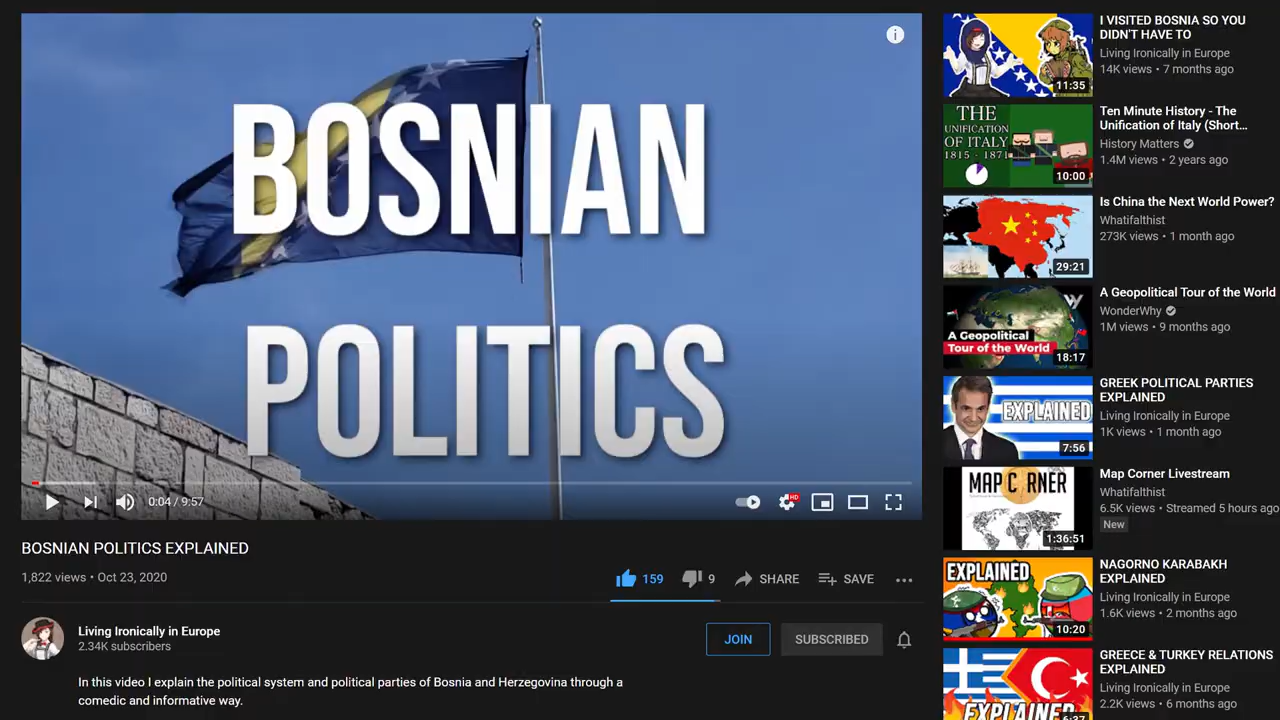 BOSNIAN
POLITICS
0:04 / 9:57
HD
BOSNIAN POLITICS EXPLAINED
1,822 views • Oct 23, 2020
159
9
SHARE
SAVE
Living Ironically in Europe
2.34K subscribers
JOIN
SUBSCRIBED
In this video I explain the political system and political parties of Bosnia and Herzegovina through a
comedic and informative way.
11:35
I VISITED BOSNIA SO YOU
DIDN'T HAVE TO
Living Ironically in Europe
14K views • 7 months ago
THE
UNIFICATION
OF ITALY
1815 - 1871
10:00
Ten Minute History - The
Unification of Italy (Short...
History Matters
1.4M views • 2 years ago
29:21
Is China the Next World Power?
Whatifalthist
273K views • 1 month ago
A Geopolitical
Tour of the World
18:17
A Geopolitical Tour of the World
WonderWhy
1M views • 9 months ago
EXPLAINED
7:56
GREEK POLITICAL PARTIES
EXPLAINED
Living Ironically in Europe
1K views • 1 month ago
MAP CORNER
1:36:51
Map Corner Livestream
Whatifalthist
6.5K views • Streamed 5 hours ago
New
EXPLAINED
10:20
NAGORNO KARABAKH
EXPLAINED
Living Ironically in Europe
1.6K views • 2 months ago
EXPLAINED
6:37
GREECE & TURKEY RELATIONS
EXPLAINED
Living Ironically in Europe
2.2K views • 6 months ago